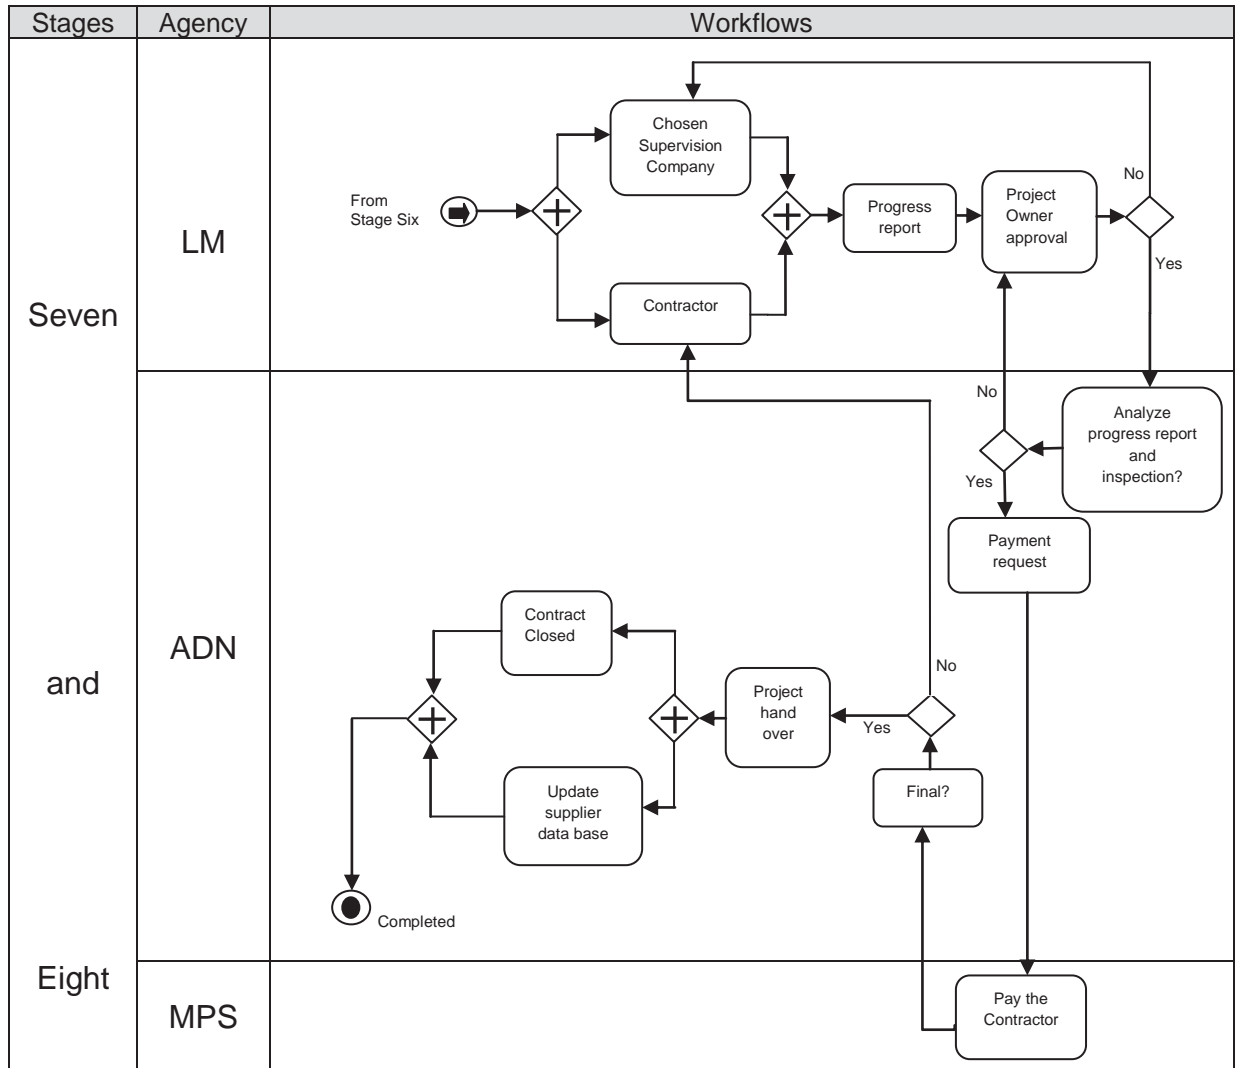 Stages Agency Workflows
Seven
and
Eight
LM
From
Stage Six
Chosen
Supervision
Company
Contractor
Progress
report
Project
Owner
approval
No
Yes
ADN
Analyze
progress report
and
inspection?
No
Yes
Payment
request
No
Yes
Final?
Project
hand
over
Contract
Closed
Update
supplier
data base
Completed
MPS
Pay the
Contractor